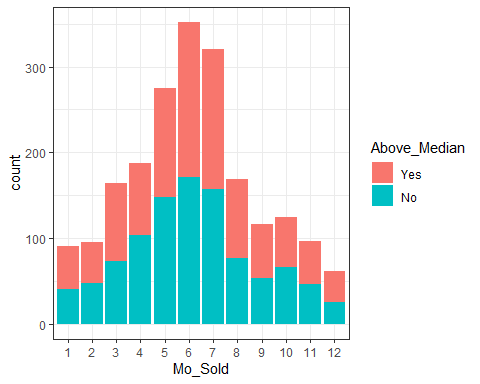 300
200
100
0
count
1 2 3 4 5 6 7 8 9 10 11 12
Mo_Sold
Above_Median
Yes
No